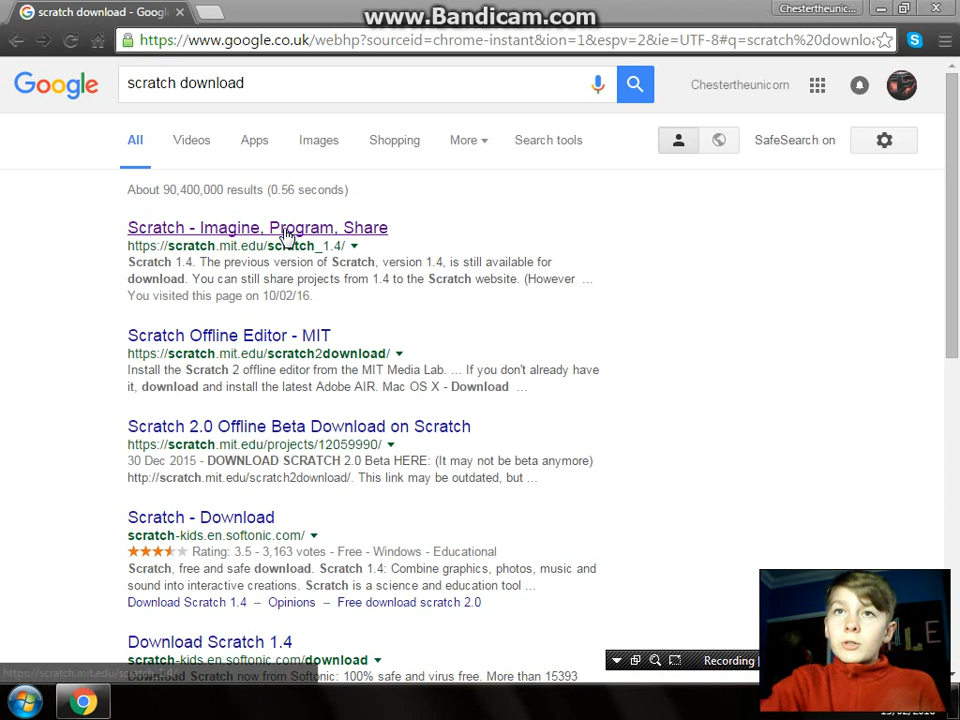 www.Bandicam.com
scratch download - Googl
Chestertheunic...
https://www.google.co.uk/webhp?sourceid=chrome-instant&ion=1&espv=2&ie=UTF-8#q=scratch%20downlo
Google
scratch download
Chestertheunicorn
All
Videos
Apps
Images
Shopping
More
Search tools
SafeSearch on
About 90,400,000 results (0.56 seconds)
Scratch - Imagine, Program, Share
https://scratch.mit.edu/scratch_1.4/
Scratch 1.4. The previous version of Scratch, version 1.4, is still available for
download. You can still share projects from 1.4 to the Scratch website. (However ...
You visited this page on 10/02/16.
Scratch Offline Editor - MIT
https://scratch.mit.edu/scratch2download/
Install the Scratch 2 offline editor from the MIT Media Lab. ... If you don't already have
it, download and install the latest Adobe AIR. Mac OS X - Download ...
Scratch 2.0 Offline Beta Download on Scratch
https://scratch.mit.edu/projects/12059990/
30 Dec 2015 - DOWNLOAD SCRATCH 2.0 Beta HERE: (It may not be beta anymore)
http://scratch.mit.edu/scratch2download/. This link may be outdated, but ...
Scratch - Download
scratch-kids.en.softonic.com/
Rating: 3.5 - 3,163 votes - Free - Windows - Educational
Scratch, free and safe download. Scratch 1.4: Combine graphics, photos, music and
sound into interactive creations. Scratch is a science and education tool ...
Download Scratch 1.4 – Opinions – Free download scratch 2.0
Download Scratch 1.4
scratch-kids.en.softonic.com/download
Download Scratch now from Softonic: 100% safe and virus free. More than 15393
Recording